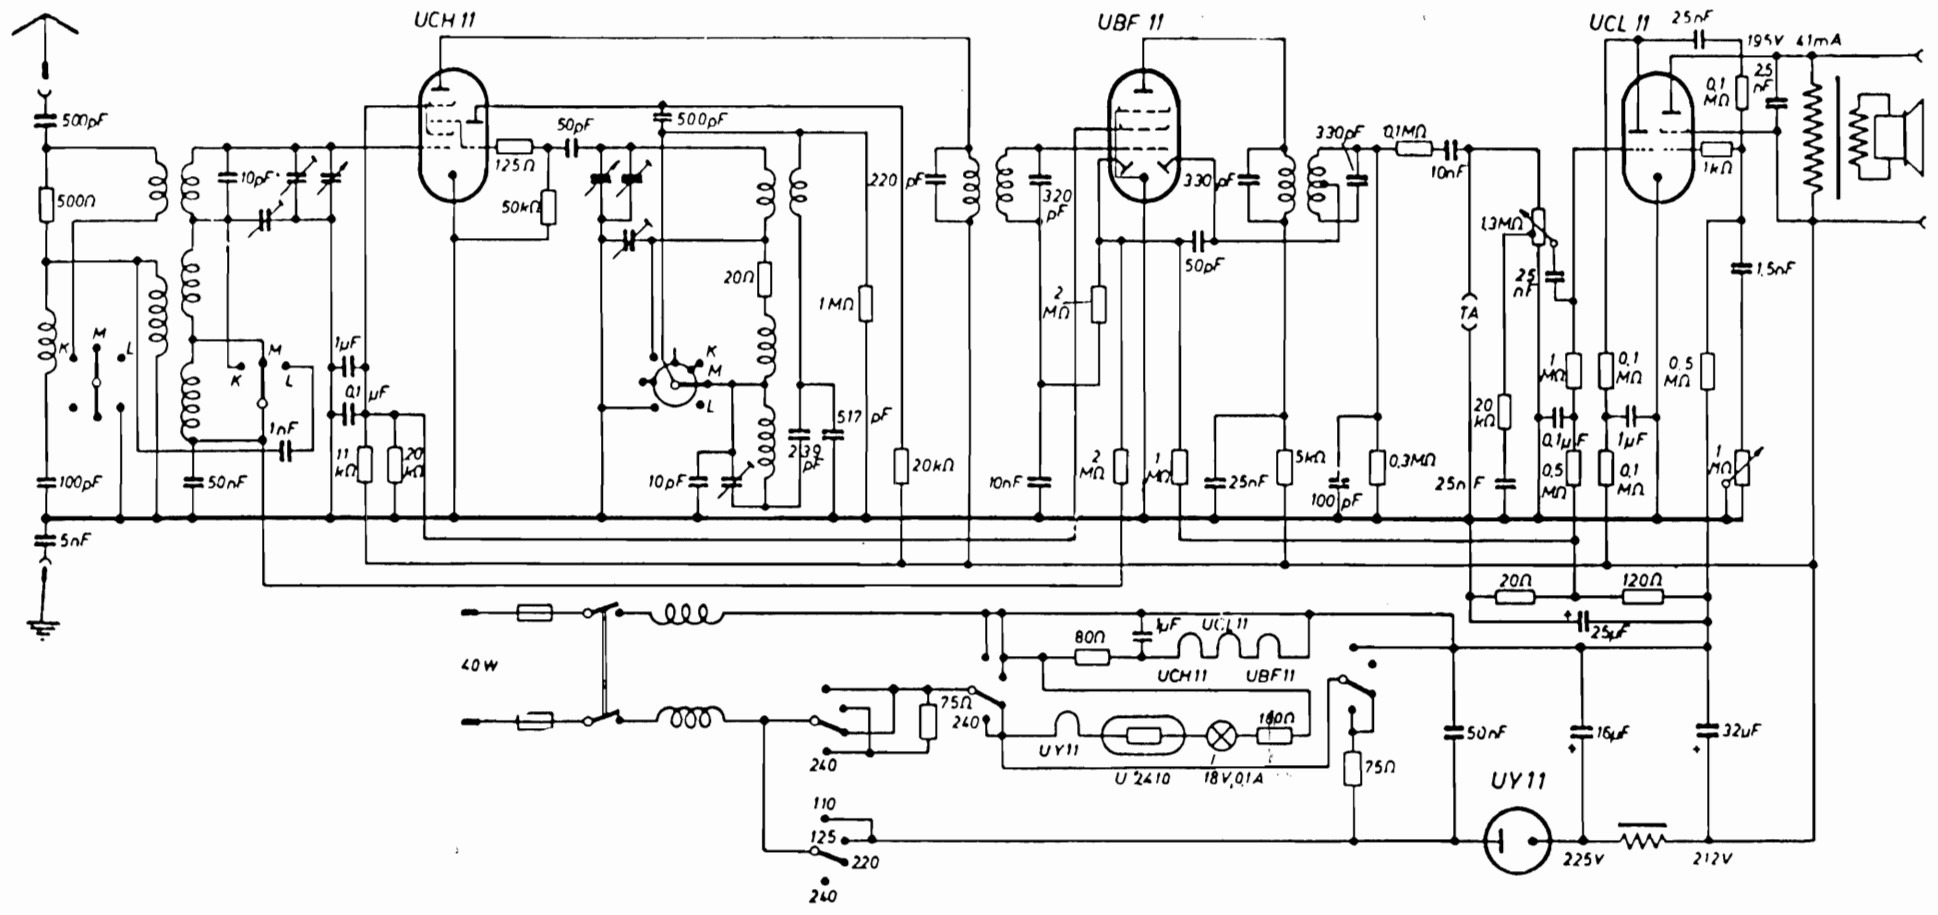 UCH 11
UBF 11
UCL 11
25nF
195V 41mA
500pF
500Ω
10pF
125Ω
50pF
50kΩ
500pF
220 pF
320 pF
330pF
330pF
0,1MΩ
10nF
0,1 MΩ
25 nF
1kΩ
20Ω
1MΩ
2 MΩ
50pF
1,3MΩ
25 nF
1,5nF
TA
K
M
L
K
M
L
1µF
0,1 µF
1nF
11 kΩ
20 kΩ
100pF
50nF
5nF
K
M
L
10pF
239 pF
517 pF
20kΩ
10nF
2 MΩ
1 MΩ
25nF
5kΩ
100 pF
0,3MΩ
20 kΩ
25nF
1 MΩ
0,1µF
0,5 MΩ
0,1 MΩ
1µF
0,1 MΩ
0,5 MΩ
1 MΩ
20Ω
120Ω
25µF
40W
75Ω
240
240
110
125
220
240
80Ω
1µF
UCL11
UCH11
UBF11
UY11
U 2410
18V,0,1A
180Ω
75Ω
50nF
16µF
32µF
UY11
225V
212V